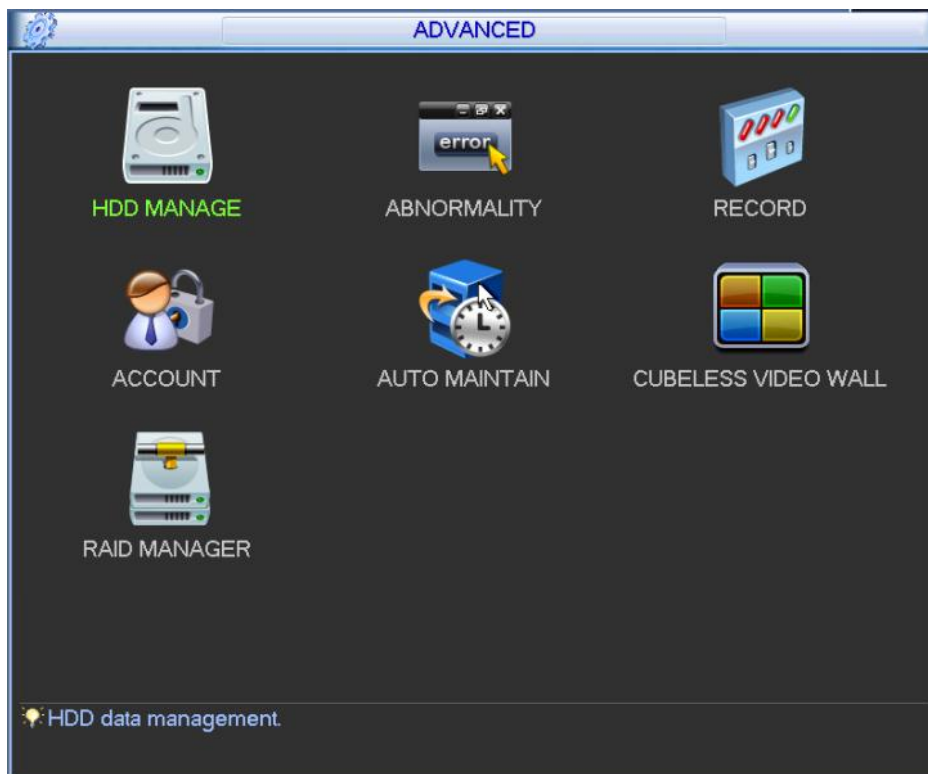 ADVANCED
error
HDD MANAGE
ABNORMALITY
RECORD
ACCOUNT
AUTO MAINTAIN
CUBELESS VIDEO WALL
RAID MANAGER
HDD data management.